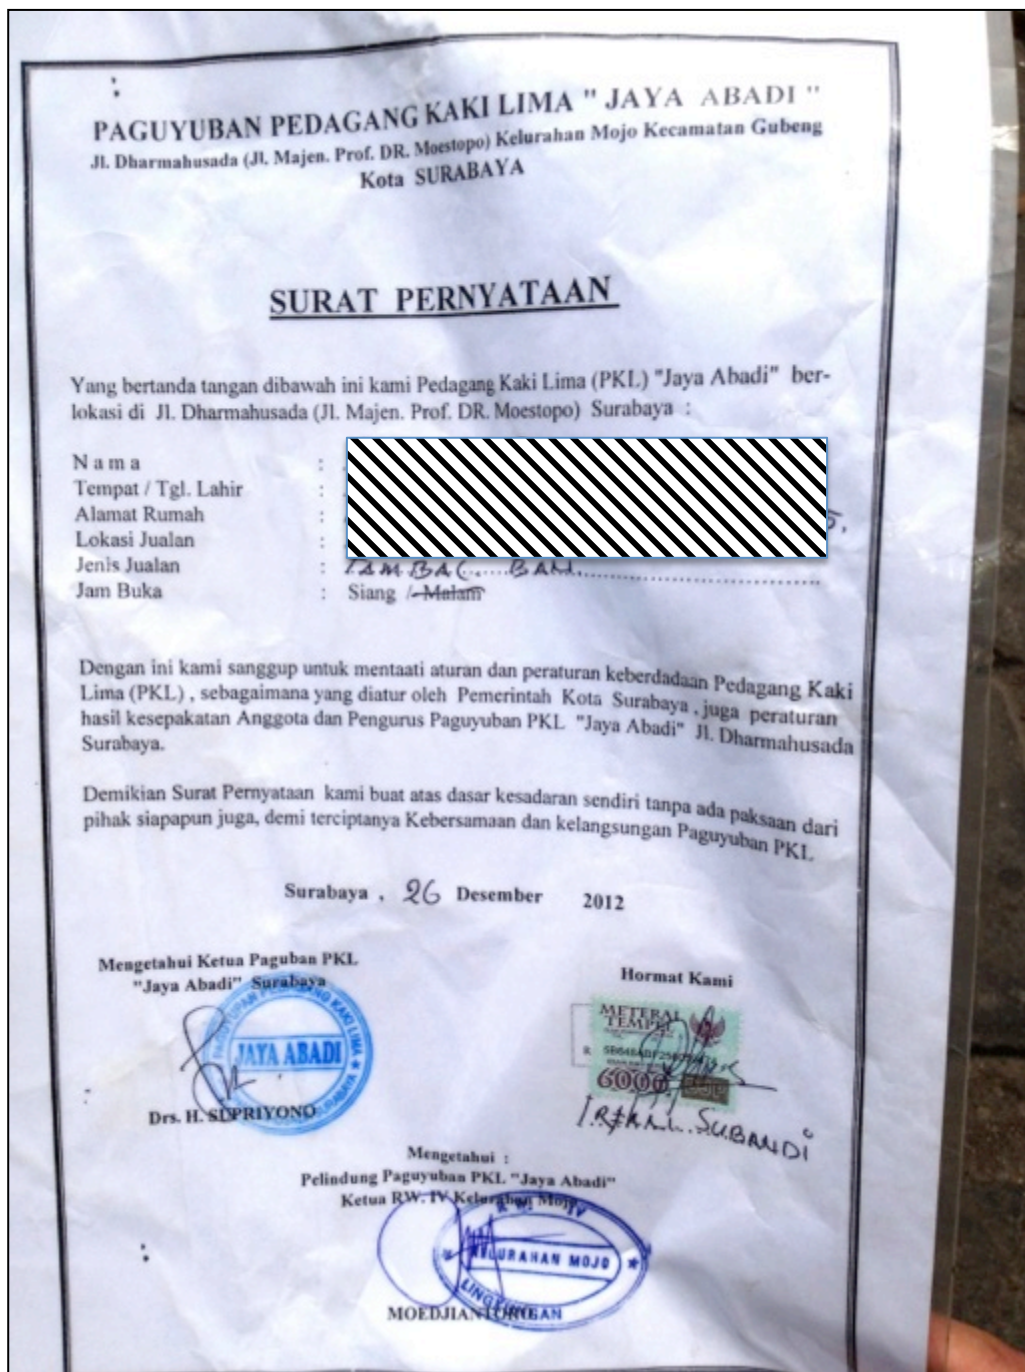 PAGUYUBAN PEDAGANG KAKI LIMA " JAYA ABADI "
Jl. Dharmahusada (Jl. Majen. Prof. DR. Moestopo) Kelurahan Mojo Kecamatan Gubeng
Kota SURABAYA
SURAT PERNYATAAN
Yang bertanda tangan dibawah ini kami Pedagang Kaki Lima (PKL) "Jaya Abadi" ber-
lokasi di Jl. Dharmahusada (Jl. Majen. Prof. DR. Moestopo) Surabaya :
N a m a :
Tempat / Tgl. Lahir :
Alamat Rumah : 5,
Lokasi Jualan :
Jenis Jualan : TAMBAL BAN
Jam Buka : Siang / Malam
Dengan ini kami sanggup untuk mentaati aturan dan peraturan keberdadaan Pedagang Kaki
Lima (PKL) , sebagaimana yang diatur oleh Pemerintah Kota Surabaya , juga peraturan
hasil kesepakatan Anggota dan Pengurus Paguyuban PKL "Jaya Abadi" Jl. Dharmahusada
Surabaya.
Demikian Surat Pernyataan kami buat atas dasar kesadaran sendiri tanpa ada paksaan dari
pihak siapapun juga, demi terciptanya Kebersamaan dan kelangsungan Paguyuban PKL
Surabaya , 26 Desember 2012
Mengetahui Ketua Paguban PKL
"Jaya Abadi" Surabaya
JAYA ABADI
Drs. H. SUPRIYONO
Hormat Kami
METERAI
TEMPEL
6000
SUBANDI
Mengetahui :
Pelindung Paguyuban PKL "Jaya Abadi"
Ketua RW. IV Kelurahan Mojo
KELURAHAN MOJO